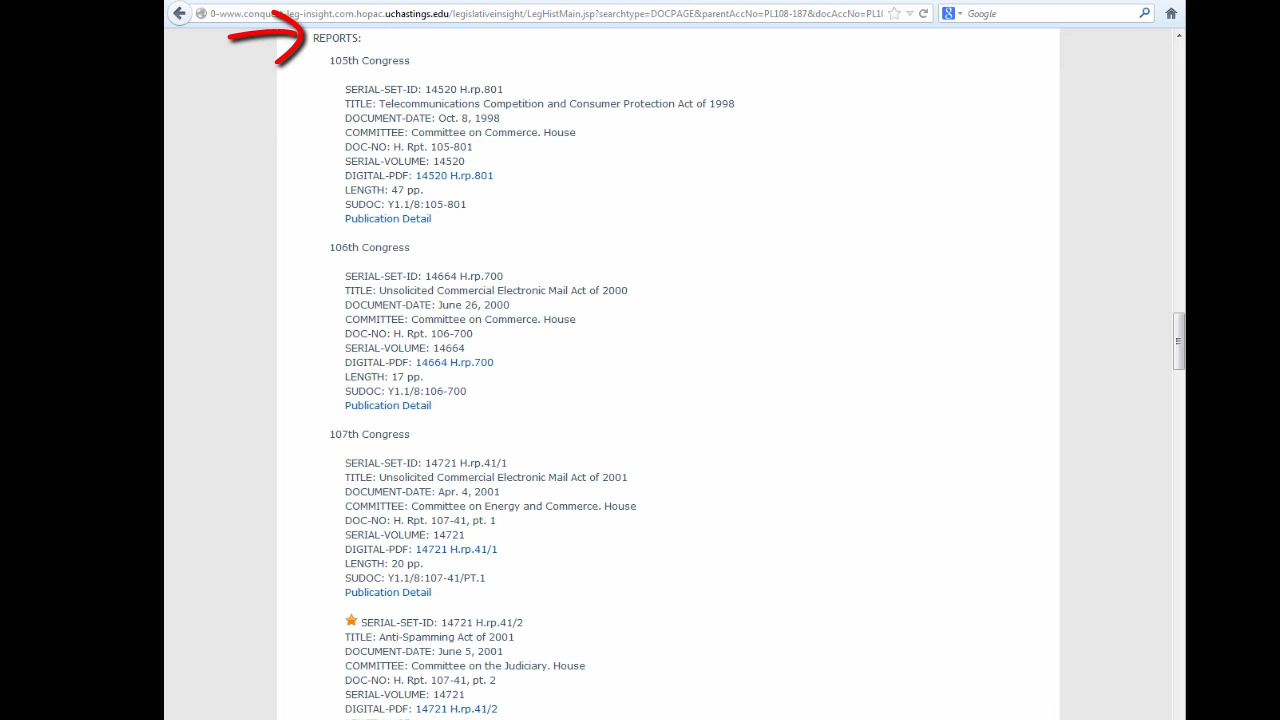 0-www.conquest-leg-insight.com.hopac.uchastings.edu/legislativeinsight/LegHistMain.jsp?searchtype=DOCPAGE&parentAccNo=PL108-187&docAccNo=PL10
Google
REPORTS:
105th Congress
SERIAL-SET-ID: 14520 H.rp.801
TITLE: Telecommunications Competition and Consumer Protection Act of 1998
DOCUMENT-DATE: Oct. 8, 1998
COMMITTEE: Committee on Commerce. House
DOC-NO: H. Rpt. 105-801
SERIAL-VOLUME: 14520
DIGITAL-PDF: 14520 H.rp.801
LENGTH: 47 pp.
SUDOC: Y1.1/8:105-801
Publication Detail
106th Congress
SERIAL-SET-ID: 14664 H.rp.700
TITLE: Unsolicited Commercial Electronic Mail Act of 2000
DOCUMENT-DATE: June 26, 2000
COMMITTEE: Committee on Commerce. House
DOC-NO: H. Rpt. 106-700
SERIAL-VOLUME: 14664
DIGITAL-PDF: 14664 H.rp.700
LENGTH: 17 pp.
SUDOC: Y1.1/8:106-700
Publication Detail
107th Congress
SERIAL-SET-ID: 14721 H.rp.41/1
TITLE: Unsolicited Commercial Electronic Mail Act of 2001
DOCUMENT-DATE: Apr. 4, 2001
COMMITTEE: Committee on Energy and Commerce. House
DOC-NO: H. Rpt. 107-41, pt. 1
SERIAL-VOLUME: 14721
DIGITAL-PDF: 14721 H.rp.41/1
LENGTH: 20 pp.
SUDOC: Y1.1/8:107-41/PT.1
Publication Detail
SERIAL-SET-ID: 14721 H.rp.41/2
TITLE: Anti-Spamming Act of 2001
DOCUMENT-DATE: June 5, 2001
COMMITTEE: Committee on the Judiciary. House
DOC-NO: H. Rpt. 107-41, pt. 2
SERIAL-VOLUME: 14721
DIGITAL-PDF: 14721 H.rp.41/2